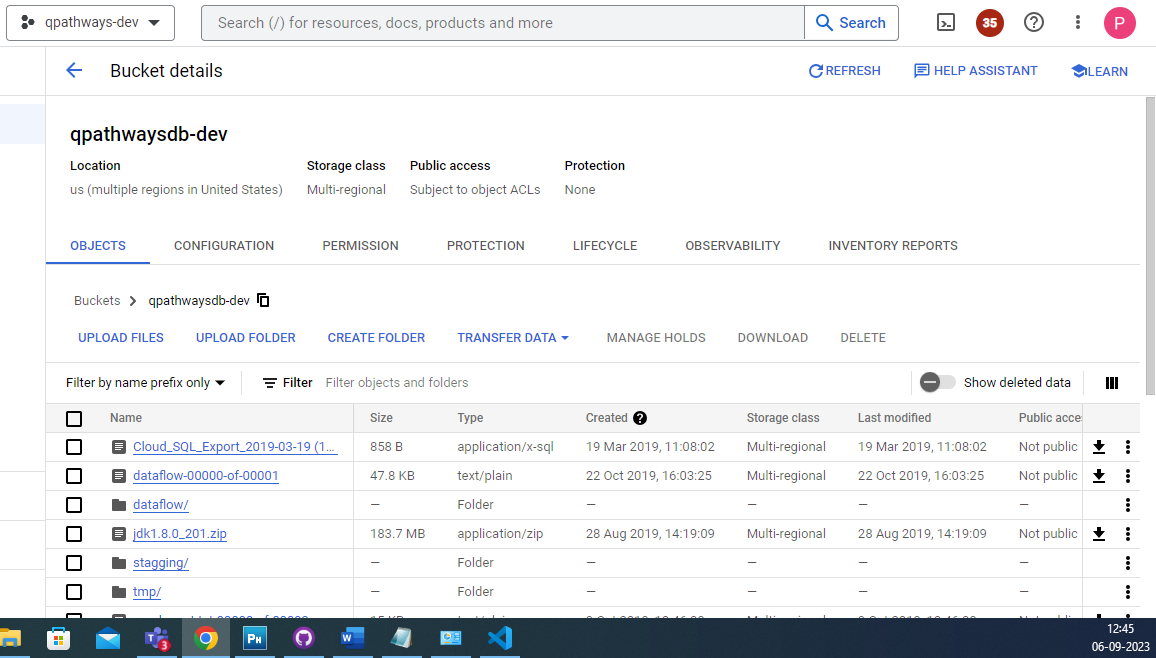 qpathways-dev Search (/) for resources, docs, products and more Search 35 ? P
Bucket details REFRESH HELP ASSISTANT LEARN
qpathwaysdb-dev
Location Storage class Public access Protection
us (multiple regions in United States) Multi-regional Subject to object ACLs None
OBJECTS CONFIGURATION PERMISSION PROTECTION LIFECYCLE OBSERVABILITY INVENTORY REPORTS
Buckets > qpathwaysdb-dev
UPLOAD FILES UPLOAD FOLDER CREATE FOLDER TRANSFER DATA MANAGE HOLDS DOWNLOAD DELETE
Filter by name prefix only Filter Filter objects and folders Show deleted data
Name Size Type Created ? Storage class Last modified Public acce
Cloud_SQL_Export_2019-03-19 (1... 858 B application/x-sql 19 Mar 2019, 11:08:02 Multi-regional 19 Mar 2019, 11:08:02 Not public
dataflow-00000-of-00001 47.8 KB text/plain 22 Oct 2019, 16:03:25 Multi-regional 22 Oct 2019, 16:03:25 Not public
dataflow/ — Folder — — — —
jdk1.8.0_201.zip 183.7 MB application/zip 28 Aug 2019, 14:19:09 Multi-regional 28 Aug 2019, 14:19:09 Not public
stagging/ — Folder — — — —
tmp/ — Folder — — — —
3 PH W 12:45
06-09-2023